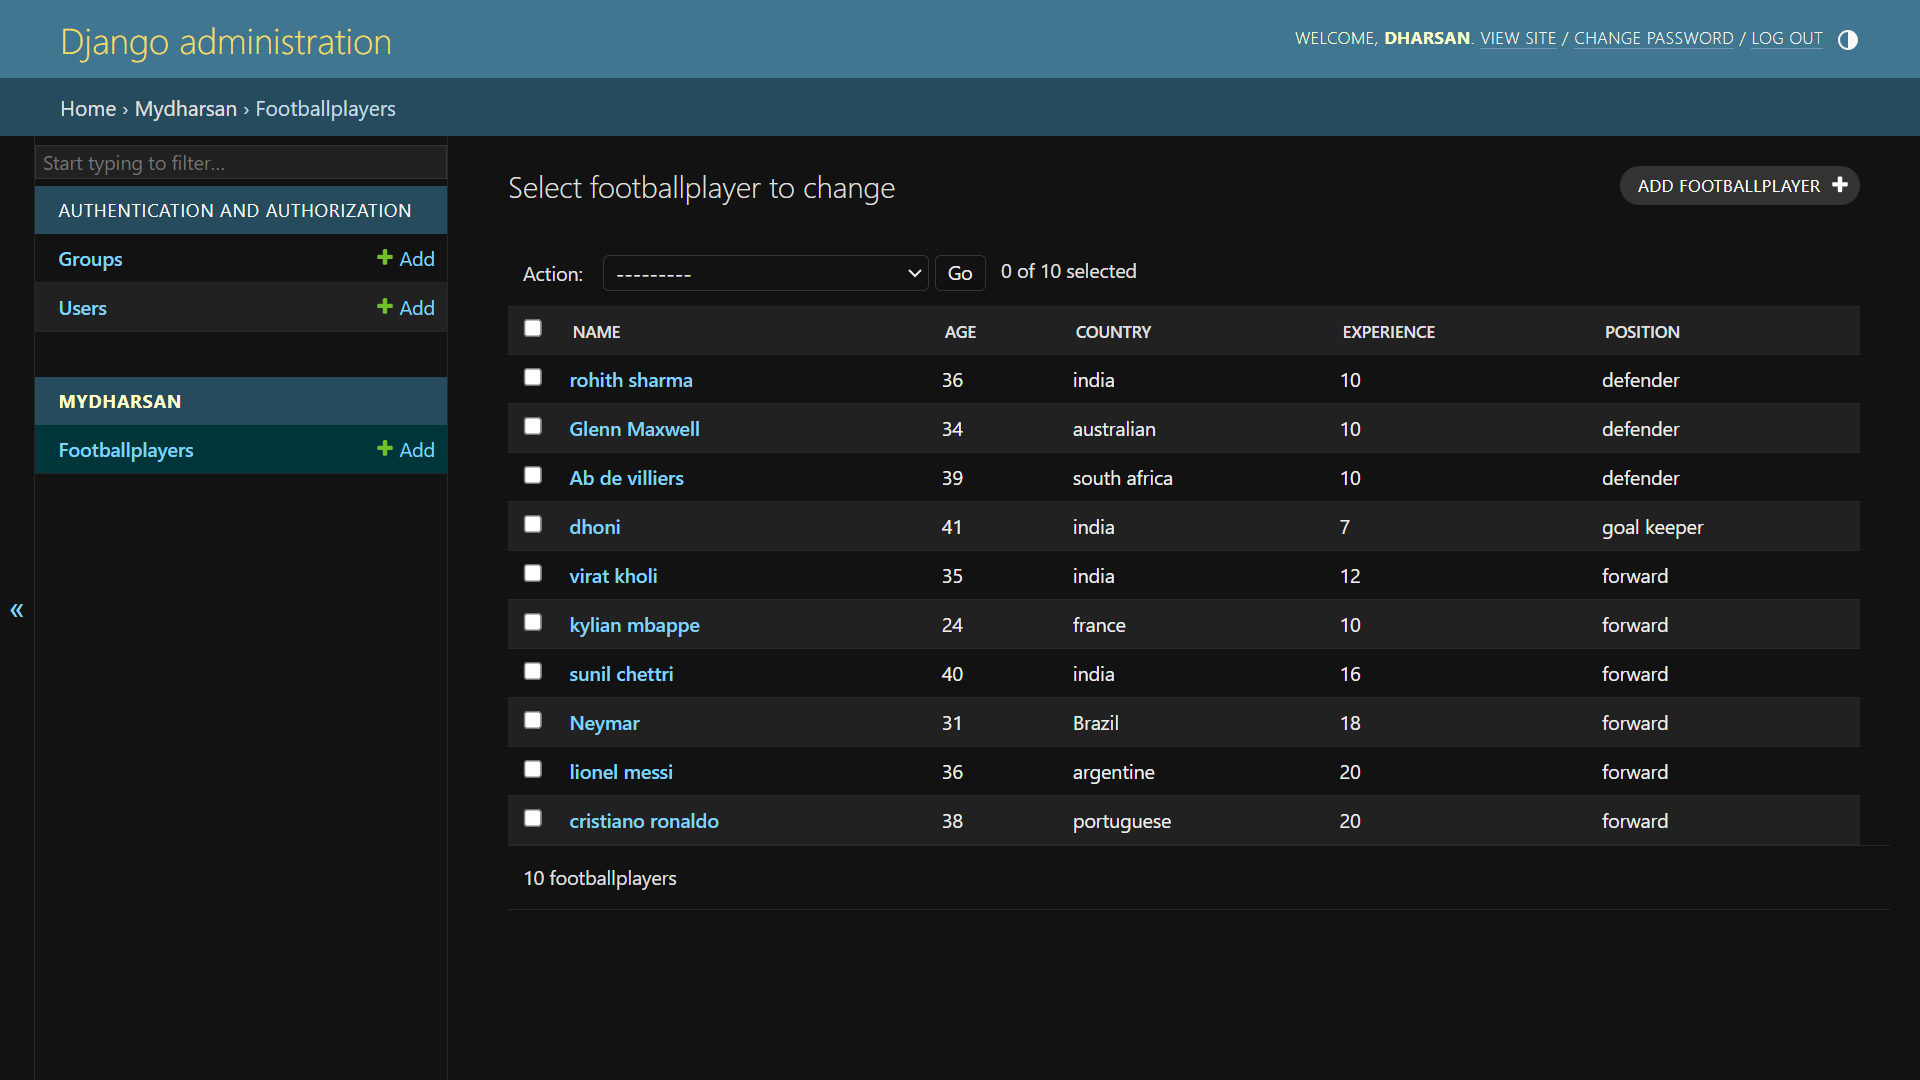 Django administration
WELCOME, DHARSAN. VIEW SITE / CHANGE PASSWORD / LOG OUT
Home › Mydharsan › Footballplayers
Start typing to filter...
AUTHENTICATION AND AUTHORIZATION
Groups Add
Users Add
MYDHARSAN
Footballplayers Add
«
Select footballplayer to change
ADD FOOTBALLPLAYER
Action: --------- Go 0 of 10 selected
NAME AGE COUNTRY EXPERIENCE POSITION
rohith sharma 36 india 10 defender
Glenn Maxwell 34 australian 10 defender
Ab de villiers 39 south africa 10 defender
dhoni 41 india 7 goal keeper
virat kholi 35 india 12 forward
kylian mbappe 24 france 10 forward
sunil chettri 40 india 16 forward
Neymar 31 Brazil 18 forward
lionel messi 36 argentine 20 forward
cristiano ronaldo 38 portuguese 20 forward
10 footballplayers